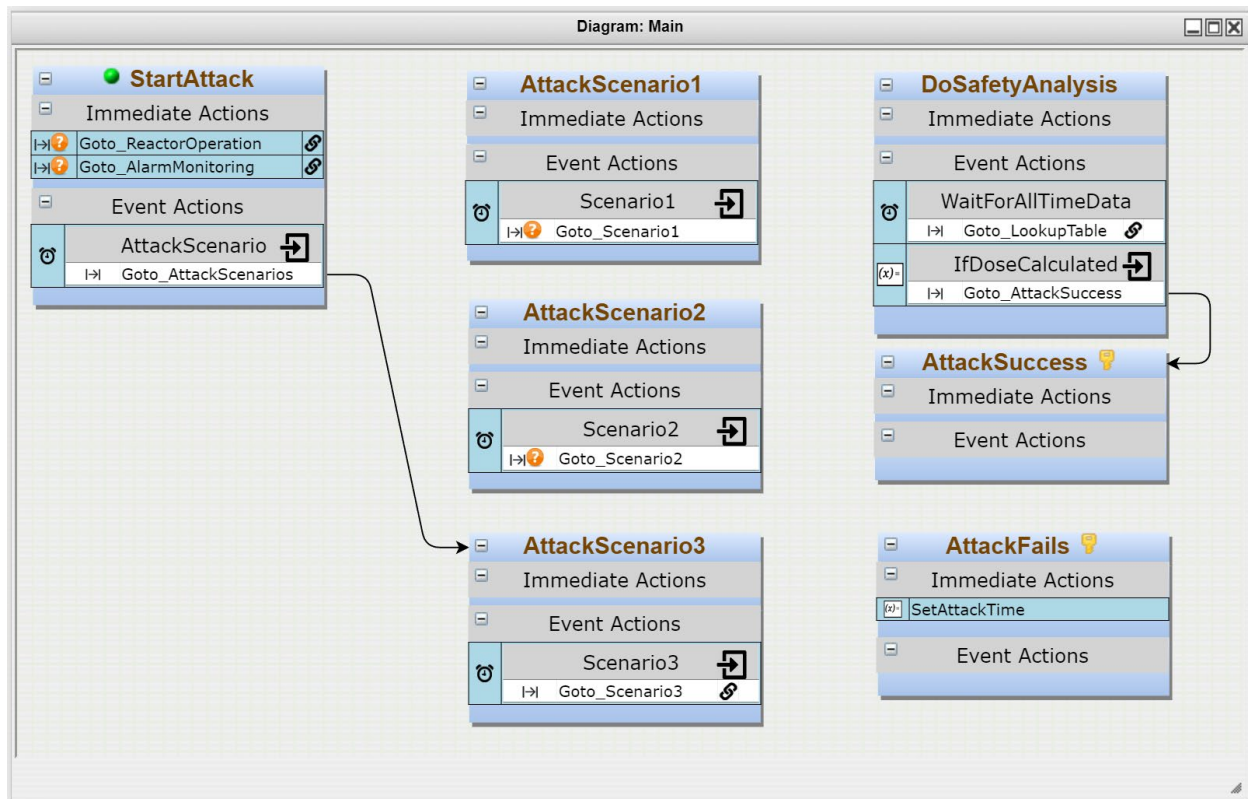 Diagram: Main
StartAttack
Immediate Actions
Goto_ReactorOperation
Goto_AlarmMonitoring
Event Actions
AttackScenario
Goto_AttackScenarios
AttackScenario1
Immediate Actions
Event Actions
Scenario1
Goto_Scenario1
AttackScenario2
Immediate Actions
Event Actions
Scenario2
Goto_Scenario2
AttackScenario3
Immediate Actions
Event Actions
Scenario3
Goto_Scenario3
DoSafetyAnalysis
Immediate Actions
Event Actions
WaitForAllTimeData
Goto_LookupTable
(x)=
IfDoseCalculated
Goto_AttackSuccess
AttackSuccess
Immediate Actions
Event Actions
AttackFails
Immediate Actions
(x)= SetAttackTime
Event Actions